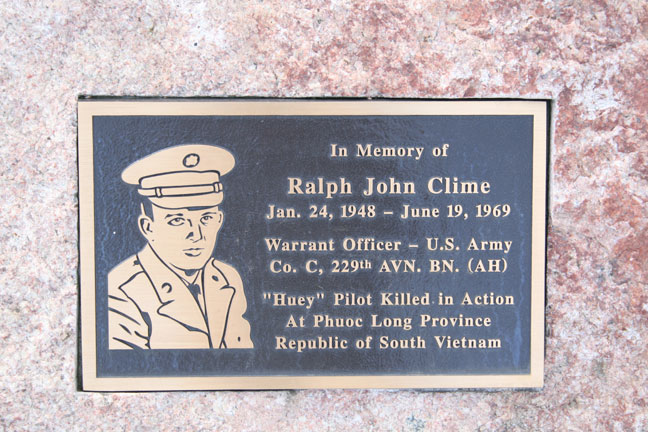 In Memory of
Ralph John Clime
Jan. 24, 1948 – June 19, 1969
Warrant Officer – U.S. Army
Co. C, 229th AVN. BN. (AH)
"Huey" Pilot Killed in Action
At Phuoc Long Province
Republic of South Vietnam